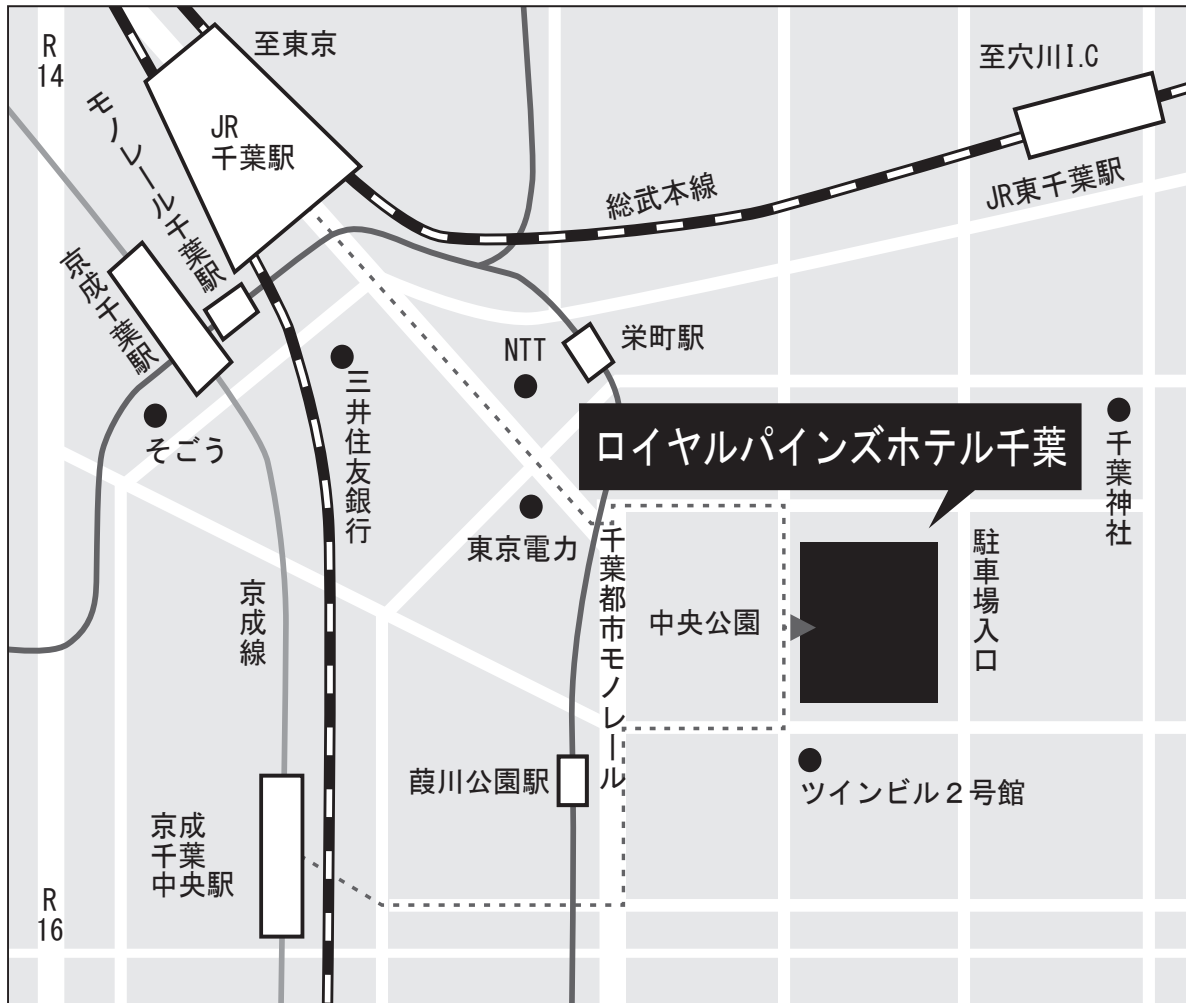 R
14
至東京
至穴川I.C
JR
千葉駅
モノレール千葉駅
総武本線
JR東千葉駅
京成千葉駅
栄町駅
NTT
三井住友銀行
そごう
ロイヤルパインズホテル千葉
千葉神社
東京電力
千葉都市モノレール
駐車場入口
京成線
中央公園
葭川公園駅
ツインビル２号館
京成
千葉
中央駅
R
16